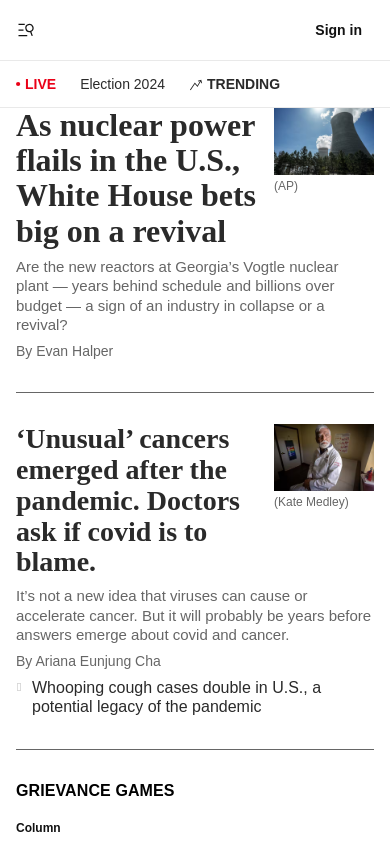 Sign in
LIVE Election 2024 TRENDING
As nuclear power
flails in the U.S.,
White House bets
big on a revival
(AP)
Are the new reactors at Georgia’s Vogtle nuclear
plant — years behind schedule and billions over
budget — a sign of an industry in collapse or a
revival?
By Evan Halper
‘Unusual’ cancers
emerged after the
pandemic. Doctors
ask if covid is to
blame.
(Kate Medley)
It’s not a new idea that viruses can cause or
accelerate cancer. But it will probably be years before
answers emerge about covid and cancer.
By Ariana Eunjung Cha
Whooping cough cases double in U.S., a
potential legacy of the pandemic
GRIEVANCE GAMES
Column